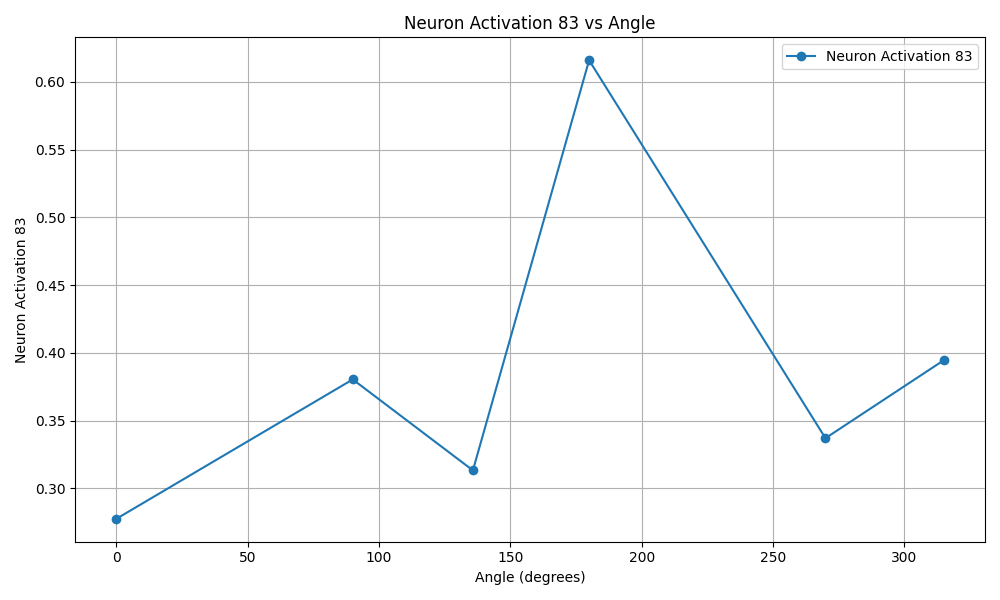 Neuron Activation 83 vs Angle
Neuron Activation 83
0.60
0.55
0.50
0.45
0.40
0.35
0.30
Neuron Activation 83
0 50 100 150 200 250 300
Angle (degrees)